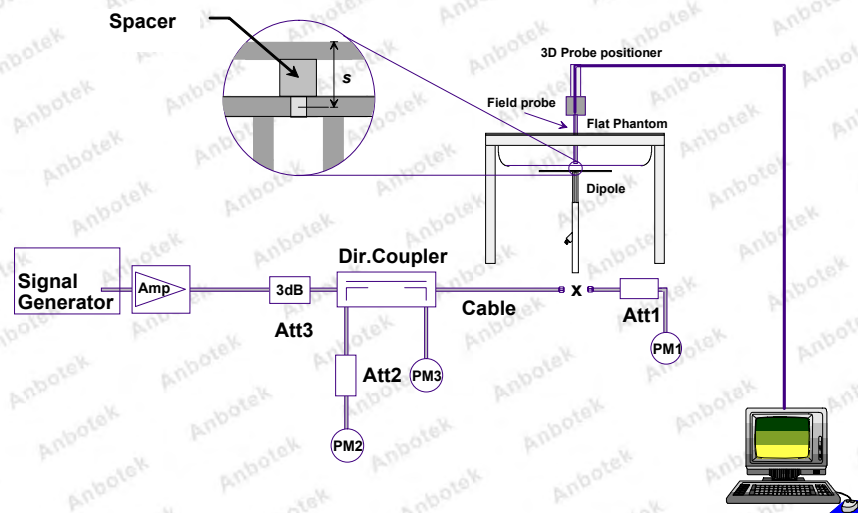 Spacer
s
3D Probe positioner
Field probe
Flat Phantom
Dipole
Signal
Generator
Amp
3dB
Att3
Dir.Coupler
Cable
x
Att1
PM1
Att2
PM3
PM2
Anbotek